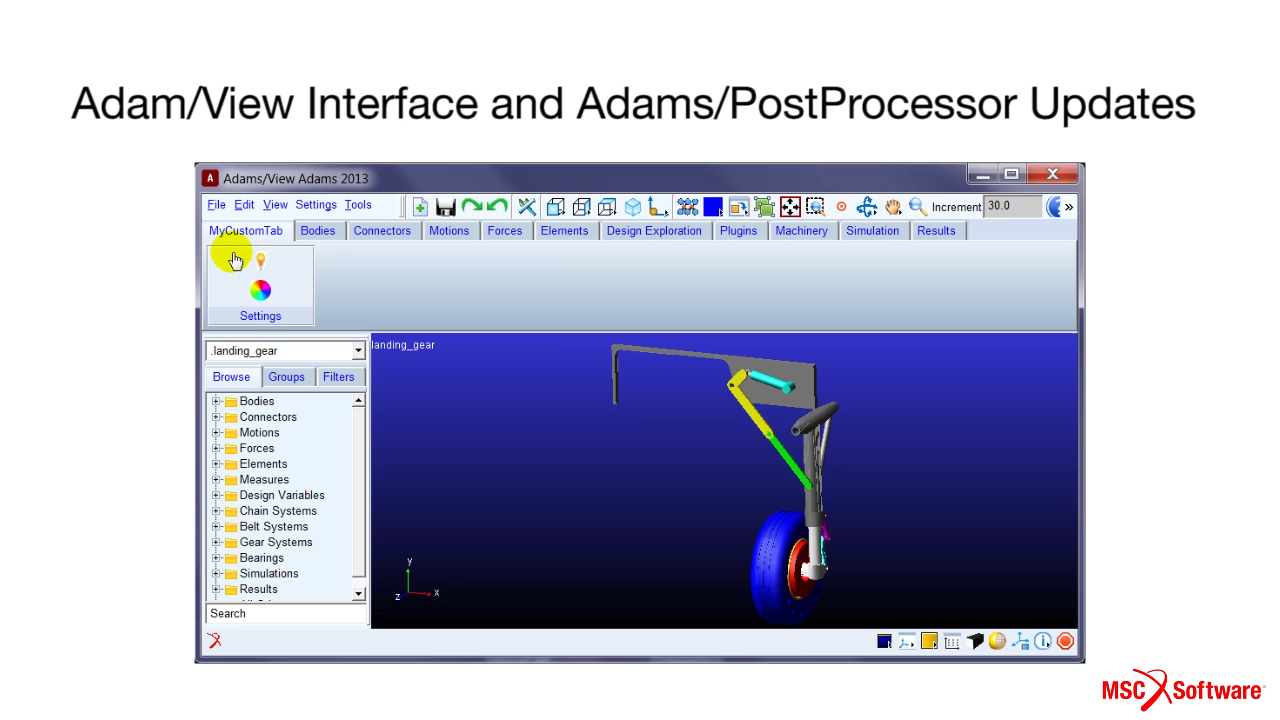 Adam/View Interface and Adams/PostProcessor Updates
A Adams/View Adams 2013
File Edit View Settings Tools Increment 30.0 »
MyCustomTab Bodies Connectors Motions Forces Elements Design Exploration Plugins Machinery Simulation Results
Settings
.landing_gear
landing_gear
Browse Groups Filters
Bodies
Connectors
Motions
Forces
Elements
Measures
Design Variables
Chain Systems
Belt Systems
Gear Systems
Bearings
Simulations
Results
Search
y
x
z
MSC Software